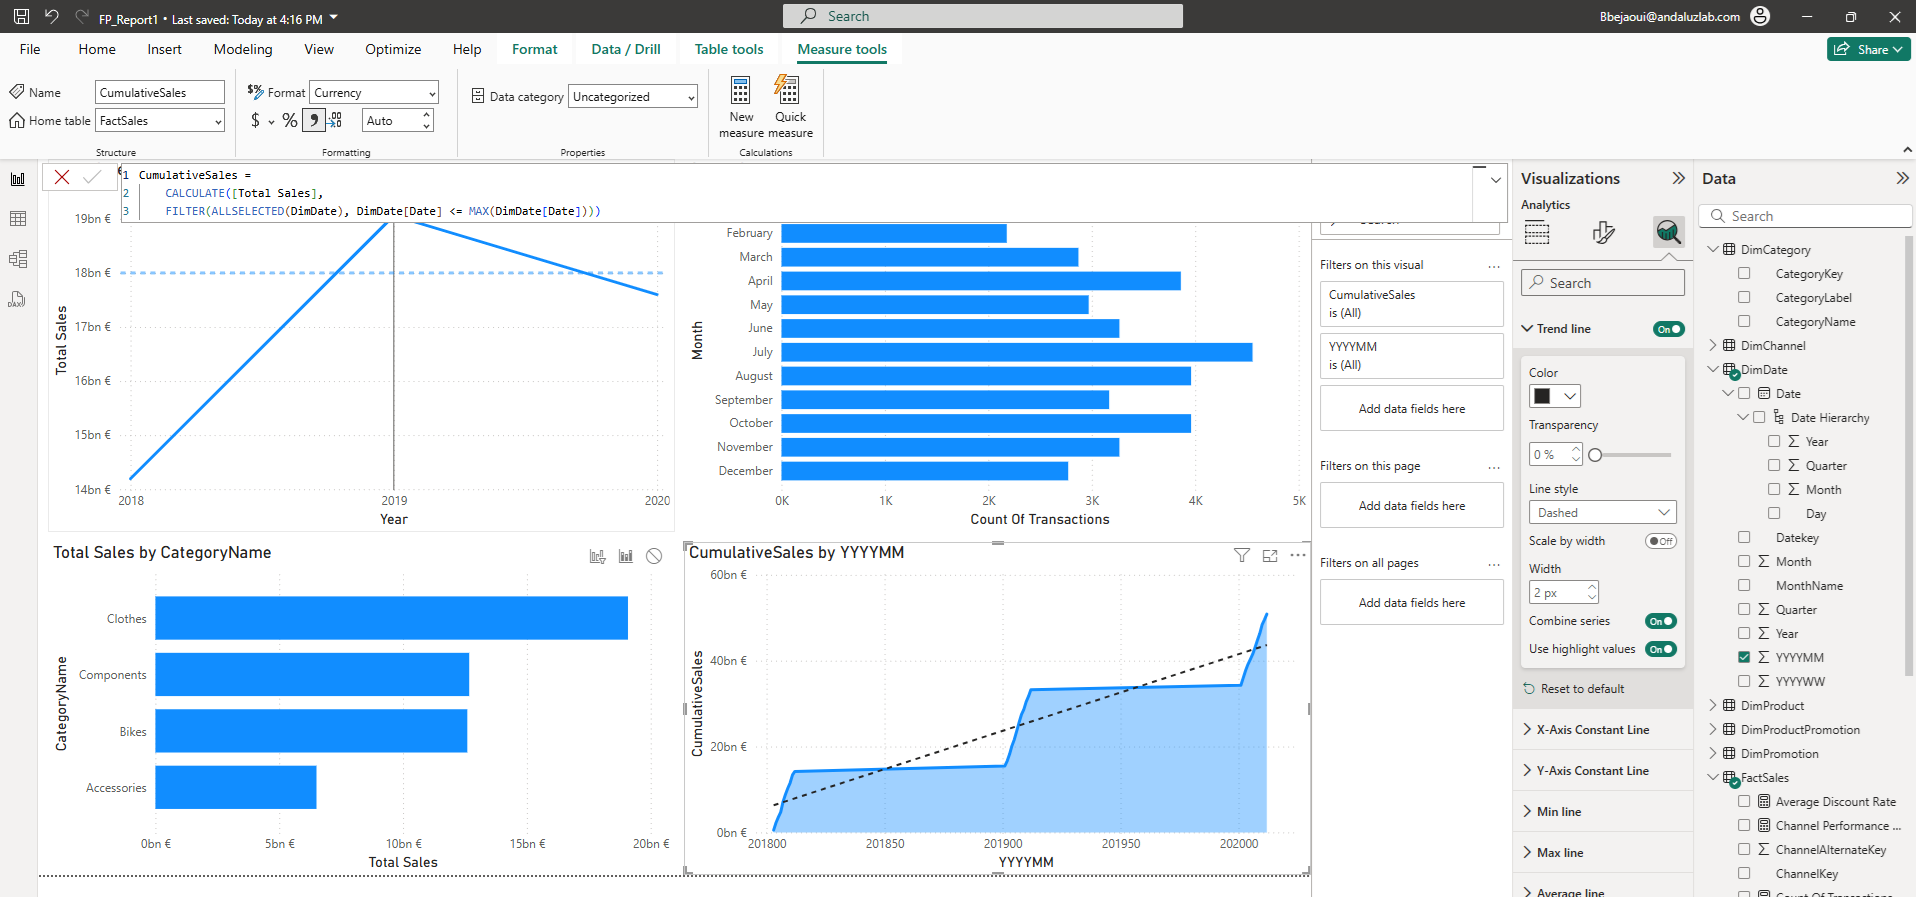 FP_Report1 • Last saved: Today at 4:16 PM
Search
Bbejaoui@andaluzlab.com
File
Home
Insert
Modeling
View
Optimize
Help
Format
Data / Drill
Table tools
Measure tools
Share
Name
CumulativeSales
Home table
FactSales
Structure
Format
Currency
$
%
Auto
Formatting
Data category
Uncategorized
Properties
New measure
Quick measure
Calculations
1 CumulativeSales =
2 CALCULATE([Total Sales],
3 FILTER(ALLSELECTED(DimDate), DimDate[Date] <= MAX(DimDate[Date])))
19bn €
18bn €
17bn €
16bn €
15bn €
14bn €
Total Sales
2018
2019
2020
Year
Month
February
March
April
May
June
July
August
September
October
November
December
0K
1K
2K
3K
4K
5K
Count Of Transactions
Total Sales by CategoryName
CategoryName
Clothes
Components
Bikes
Accessories
0bn €
5bn €
10bn €
15bn €
20bn €
Total Sales
CumulativeSales by YYYYMM
CumulativeSales
60bn €
40bn €
20bn €
0bn €
201800
201850
201900
201950
202000
YYYYMM
Filters on this visual
CumulativeSales
is (All)
YYYYMM
is (All)
Add data fields here
Filters on this page
Add data fields here
Filters on all pages
Add data fields here
Visualizations
Analytics
Search
Trend line
On
Color
Transparency
0 %
Line style
Dashed
Scale by width
Off
Width
2 px
Combine series
On
Use highlight values
On
Reset to default
X-Axis Constant Line
Y-Axis Constant Line
Min line
Max line
Average line
Data
Search
DimCategory
CategoryKey
CategoryLabel
CategoryName
DimChannel
DimDate
Date
Date Hierarchy
Year
Quarter
Month
Day
Datekey
Month
MonthName
Quarter
Year
YYYYMM
YYYYWW
DimProduct
DimProductPromotion
DimPromotion
FactSales
Average Discount Rate
Channel Performance ...
ChannelAlternateKey
ChannelKey
Count Of Transactions